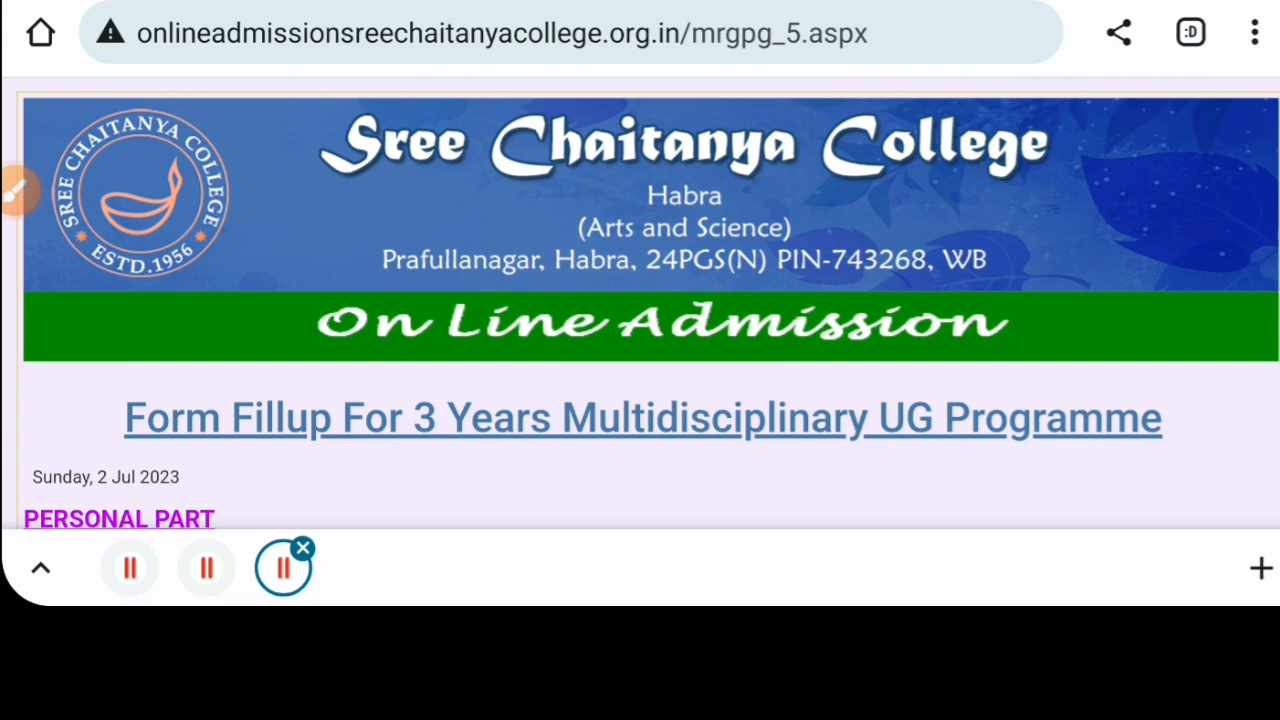 onlineadmissionsreechaitanyacollege.org.in/mrgpg_5.aspx
:D
SREE CHAITANYA COLLEGE
ESTD.1956
Sree Chaitanya College
Habra
(Arts and Science)
Prafullanagar, Habra, 24PGS(N) PIN-743268, WB
On Line Admission
Form Fillup For 3 Years Multidisciplinary UG Programme
Sunday, 2 Jul 2023
PERSONAL PART